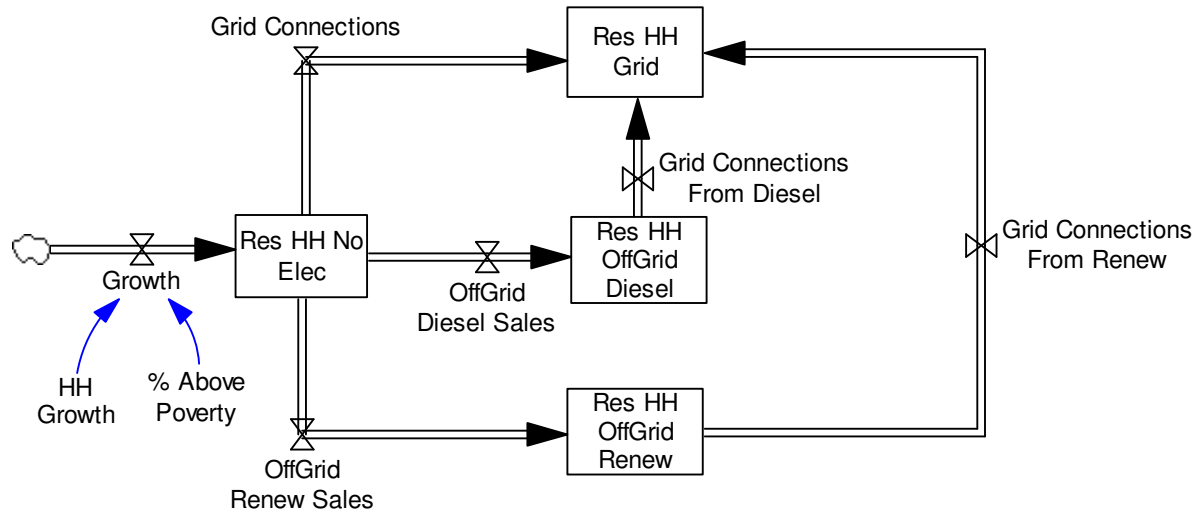 Grid Connections
Res HH
Grid
Grid Connections
From Diesel
Res HH No
Elec
Res HH
OffGrid
Diesel
Grid Connections
From Renew
Growth
OffGrid
Diesel Sales
HH
Growth
% Above
Poverty
Res HH
OffGrid
Renew
OffGrid
Renew Sales